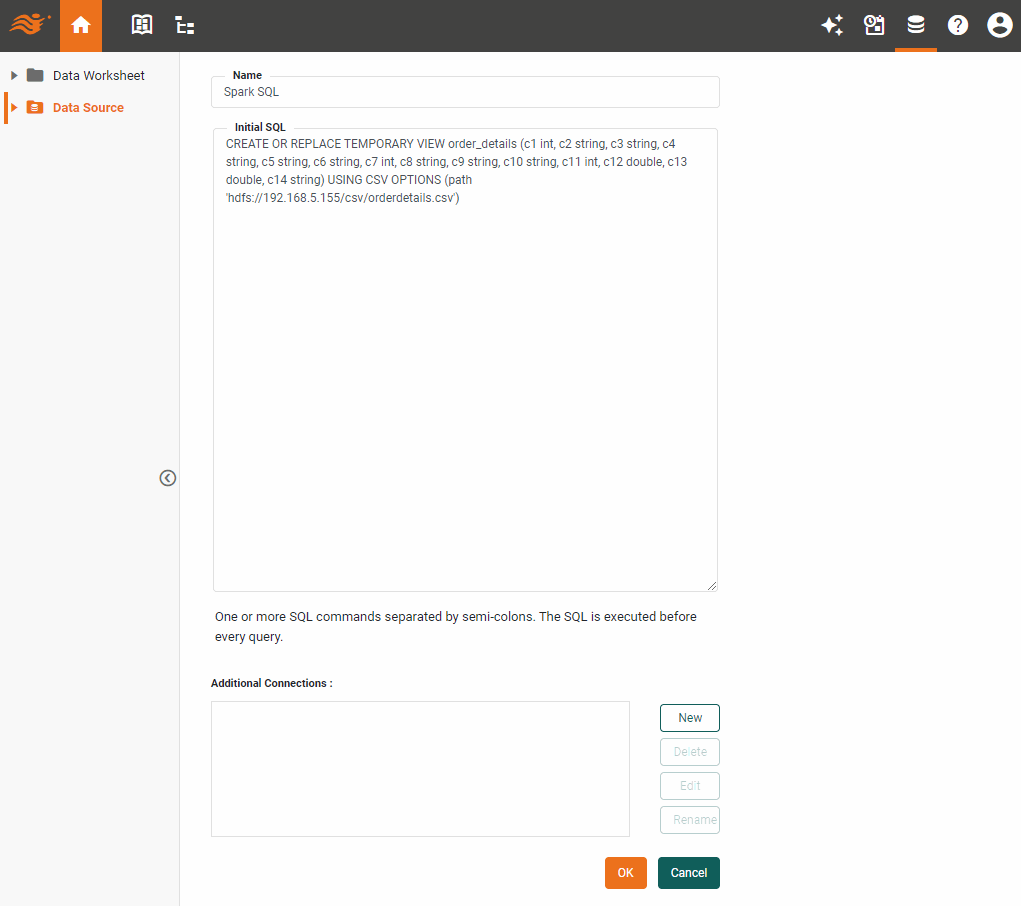 Data Worksheet
Data Source
Name
Spark SQL
Initial SQL
CREATE OR REPLACE TEMPORARY VIEW order_details (c1 int, c2 string, c3 string, c4
string, c5 string, c6 string, c7 int, c8 string, c9 string, c10 string, c11 int, c12 double, c13
double, c14 string) USING CSV OPTIONS (path
'hdfs://192.168.5.155/csv/orderdetails.csv')
One or more SQL commands separated by semi-colons. The SQL is executed before
every query.
Additional Connections :
New
Delete
Edit
Rename
OK
Cancel